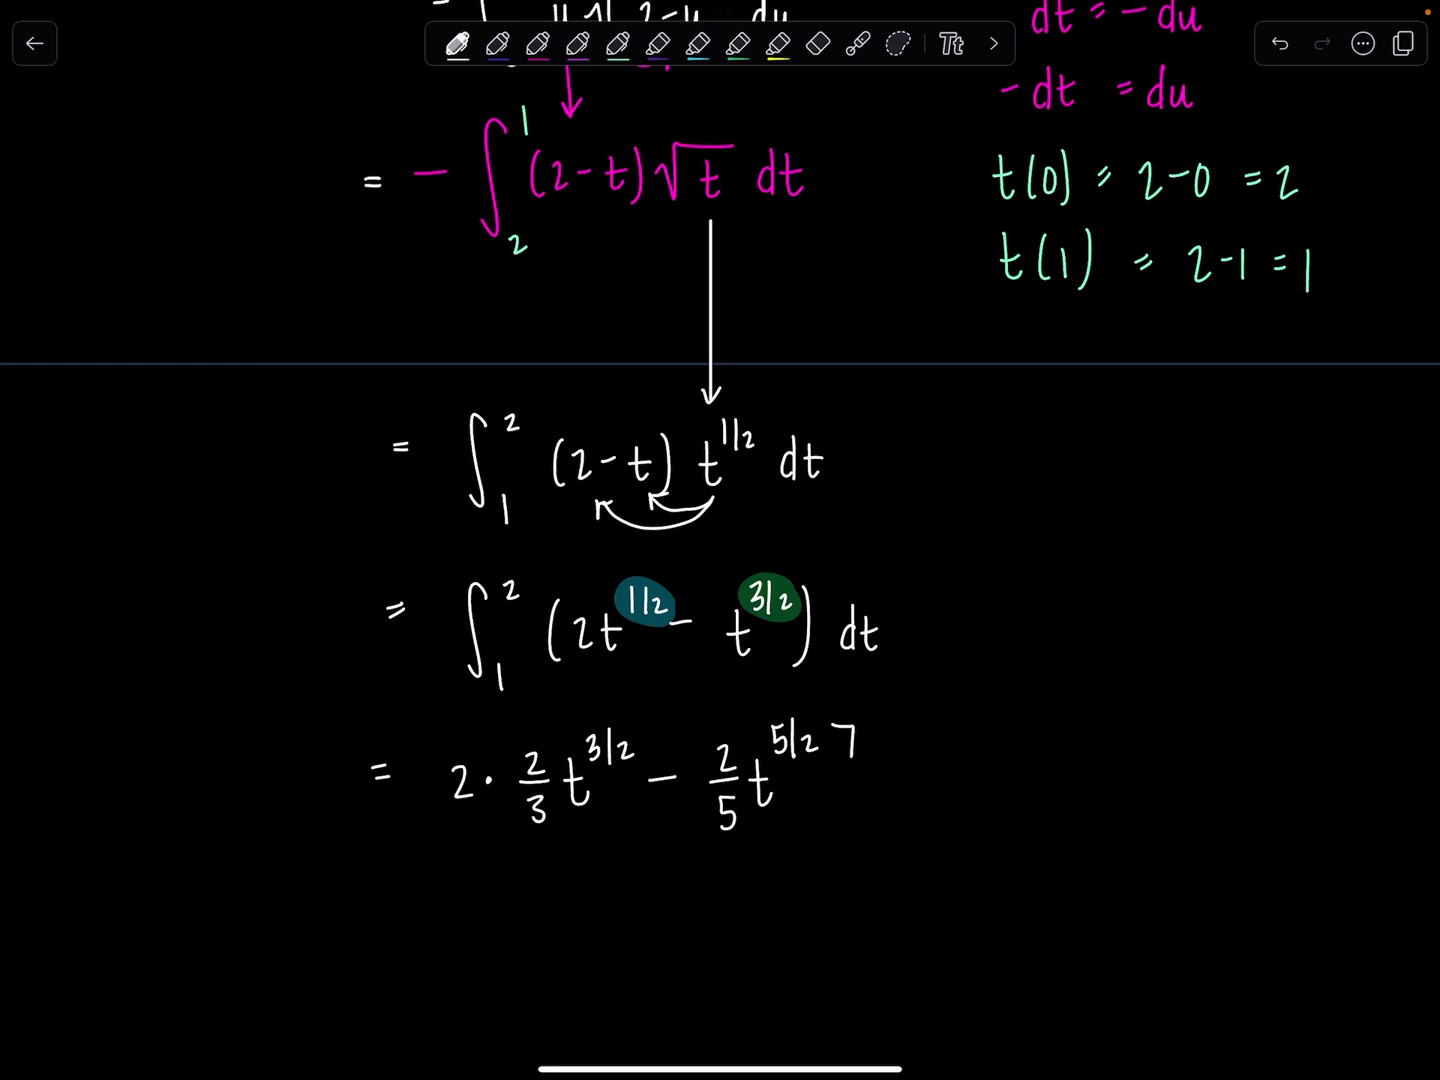 dt = - du
Tt
- dt = du
= - ∫₂¹ (2-t)√t dt
t(0) = 2-0 = 2
t(1) = 2-1 = 1
= ∫₁² (2-t) t^1/2 dt
= ∫₁² (2t^1/2 - t^3/2) dt
= 2 · 2/3 t^3/2 - 2/5 t^5/2 ⌉